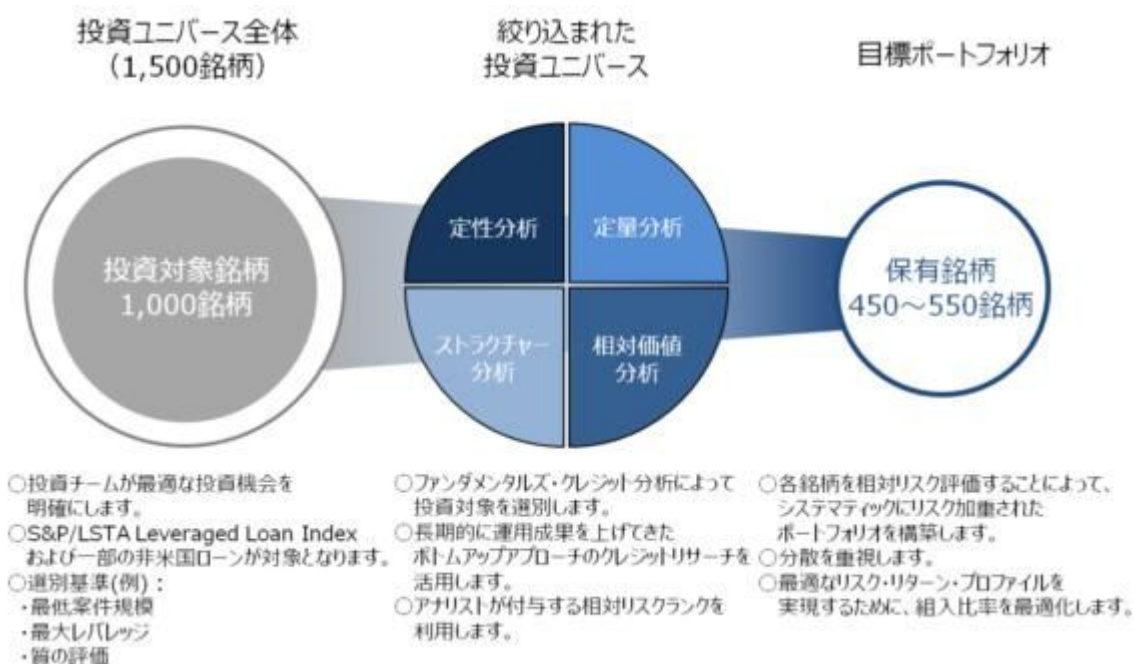 投資ユニバース全体
(1,500銘柄)
絞り込まれた
投資ユニバース
目標ポートフォリオ
投資対象銘柄
1,000銘柄
定性分析
定量分析
ストラクチャー
分析
相対価値
分析
保有銘柄
450～550銘柄
○投資チームが最適な投資機会を
明確にします。
○S&P/LSTA Leveraged Loan Index
および一部の非米国ローンが対象となります。
○選別基準(例)：
・最低案件規模
・最大レバレッジ
・質の評価
○ファンダメンタルズ・クレジット分析によって
投資対象を選別します。
○長期的に運用成果を上げてきた
ボトムアップアプローチのクレジットリサーチを
活用します。
○アナリストが付与する相対リスクランクを
利用します。
○各銘柄を相対リスク評価することによって、
システマティックにリスク加重された
ポートフォリオを構築します。
○分散を重視します。
○最適なリスク・リターン・プロファイルを
実現するために、組入比率を最適化します。